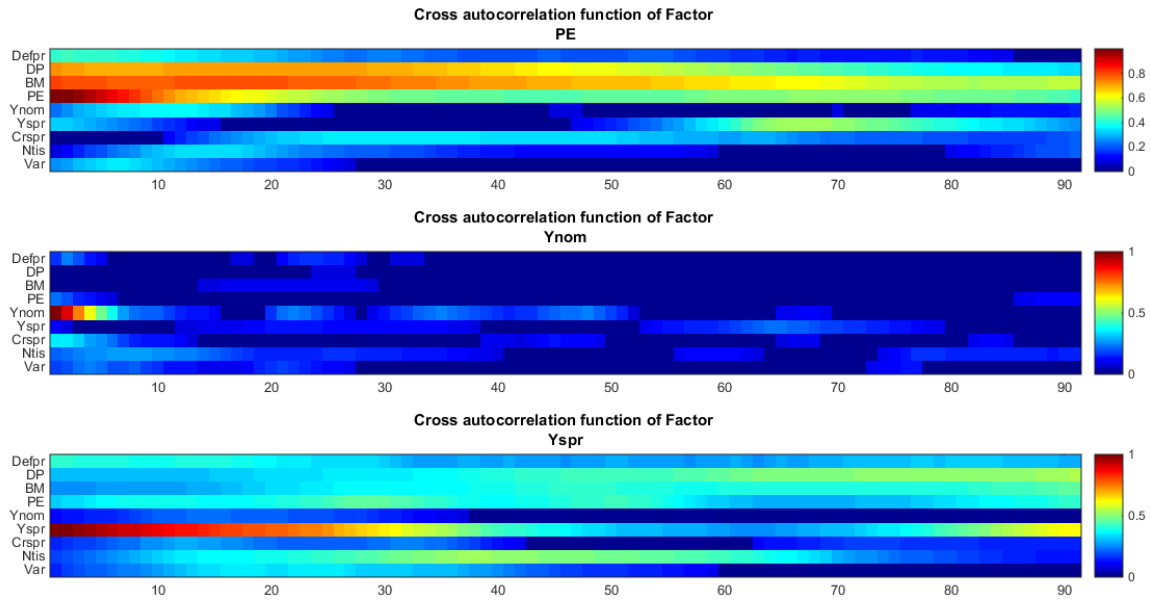 Cross autocorrelation function of Factor
PE
Defpr
DP
BM
PE
Ynom
Yspr
Crspr
Ntis
Var
10 20 30 40 50 60 70 80 90
0.8
0.6
0.4
0.2
0
Cross autocorrelation function of Factor
Ynom
Defpr
DP
BM
PE
Ynom
Yspr
Crspr
Ntis
Var
10 20 30 40 50 60 70 80 90
1
0.5
0
Cross autocorrelation function of Factor
Yspr
Defpr
DP
BM
PE
Ynom
Yspr
Crspr
Ntis
Var
10 20 30 40 50 60 70 80 90
1
0.5
0